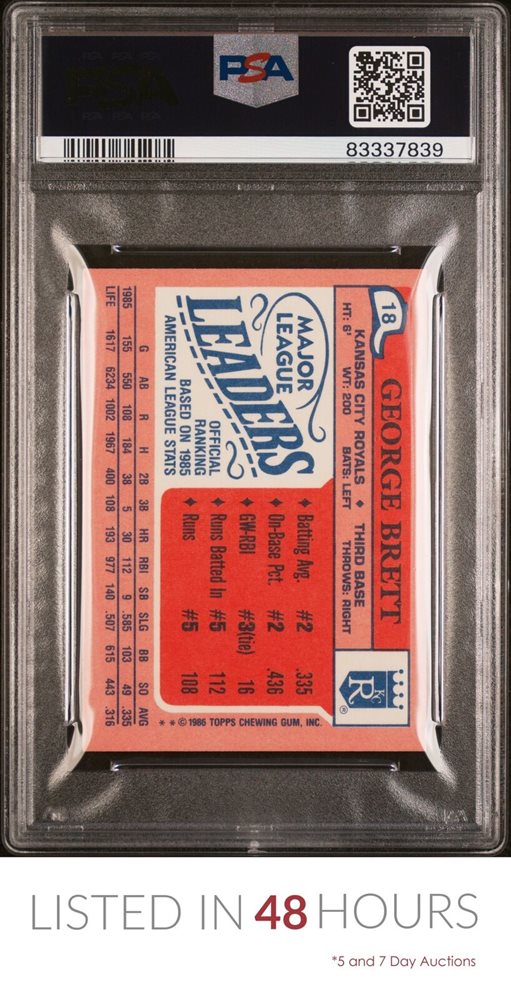 PSA
PSA
83337839
18
GEORGE BRETT
KANSAS CITY ROYALS ♦ THIRD BASE
HT: 6' WT: 200 BATS: LEFT THROWS: RIGHT
KC
R
®
MAJOR
LEAGUE
LEADERS
OFFICIAL
RANKING
BASED ON 1985
AMERICAN LEAGUE STATS
♦ Batting Avg. #2 .335
♦ On-Base Pct. #2 .436
♦ GW-RBI #3(tie) 16
♦ Runs Batted In #5 112
♦ Runs #5 108
* * © 1986 TOPPS CHEWING GUM, INC.
G AB R H 2B 3B HR RBI SB SLG BB SO AVG
1985 155 550 108 184 38 5 30 112 9 .585 103 49 .335
LIFE 1617 6234 1002 1967 400 108 193 977 140 .507 615 443 .316
LISTED IN 48 HOURS
*5 and 7 Day Auctions